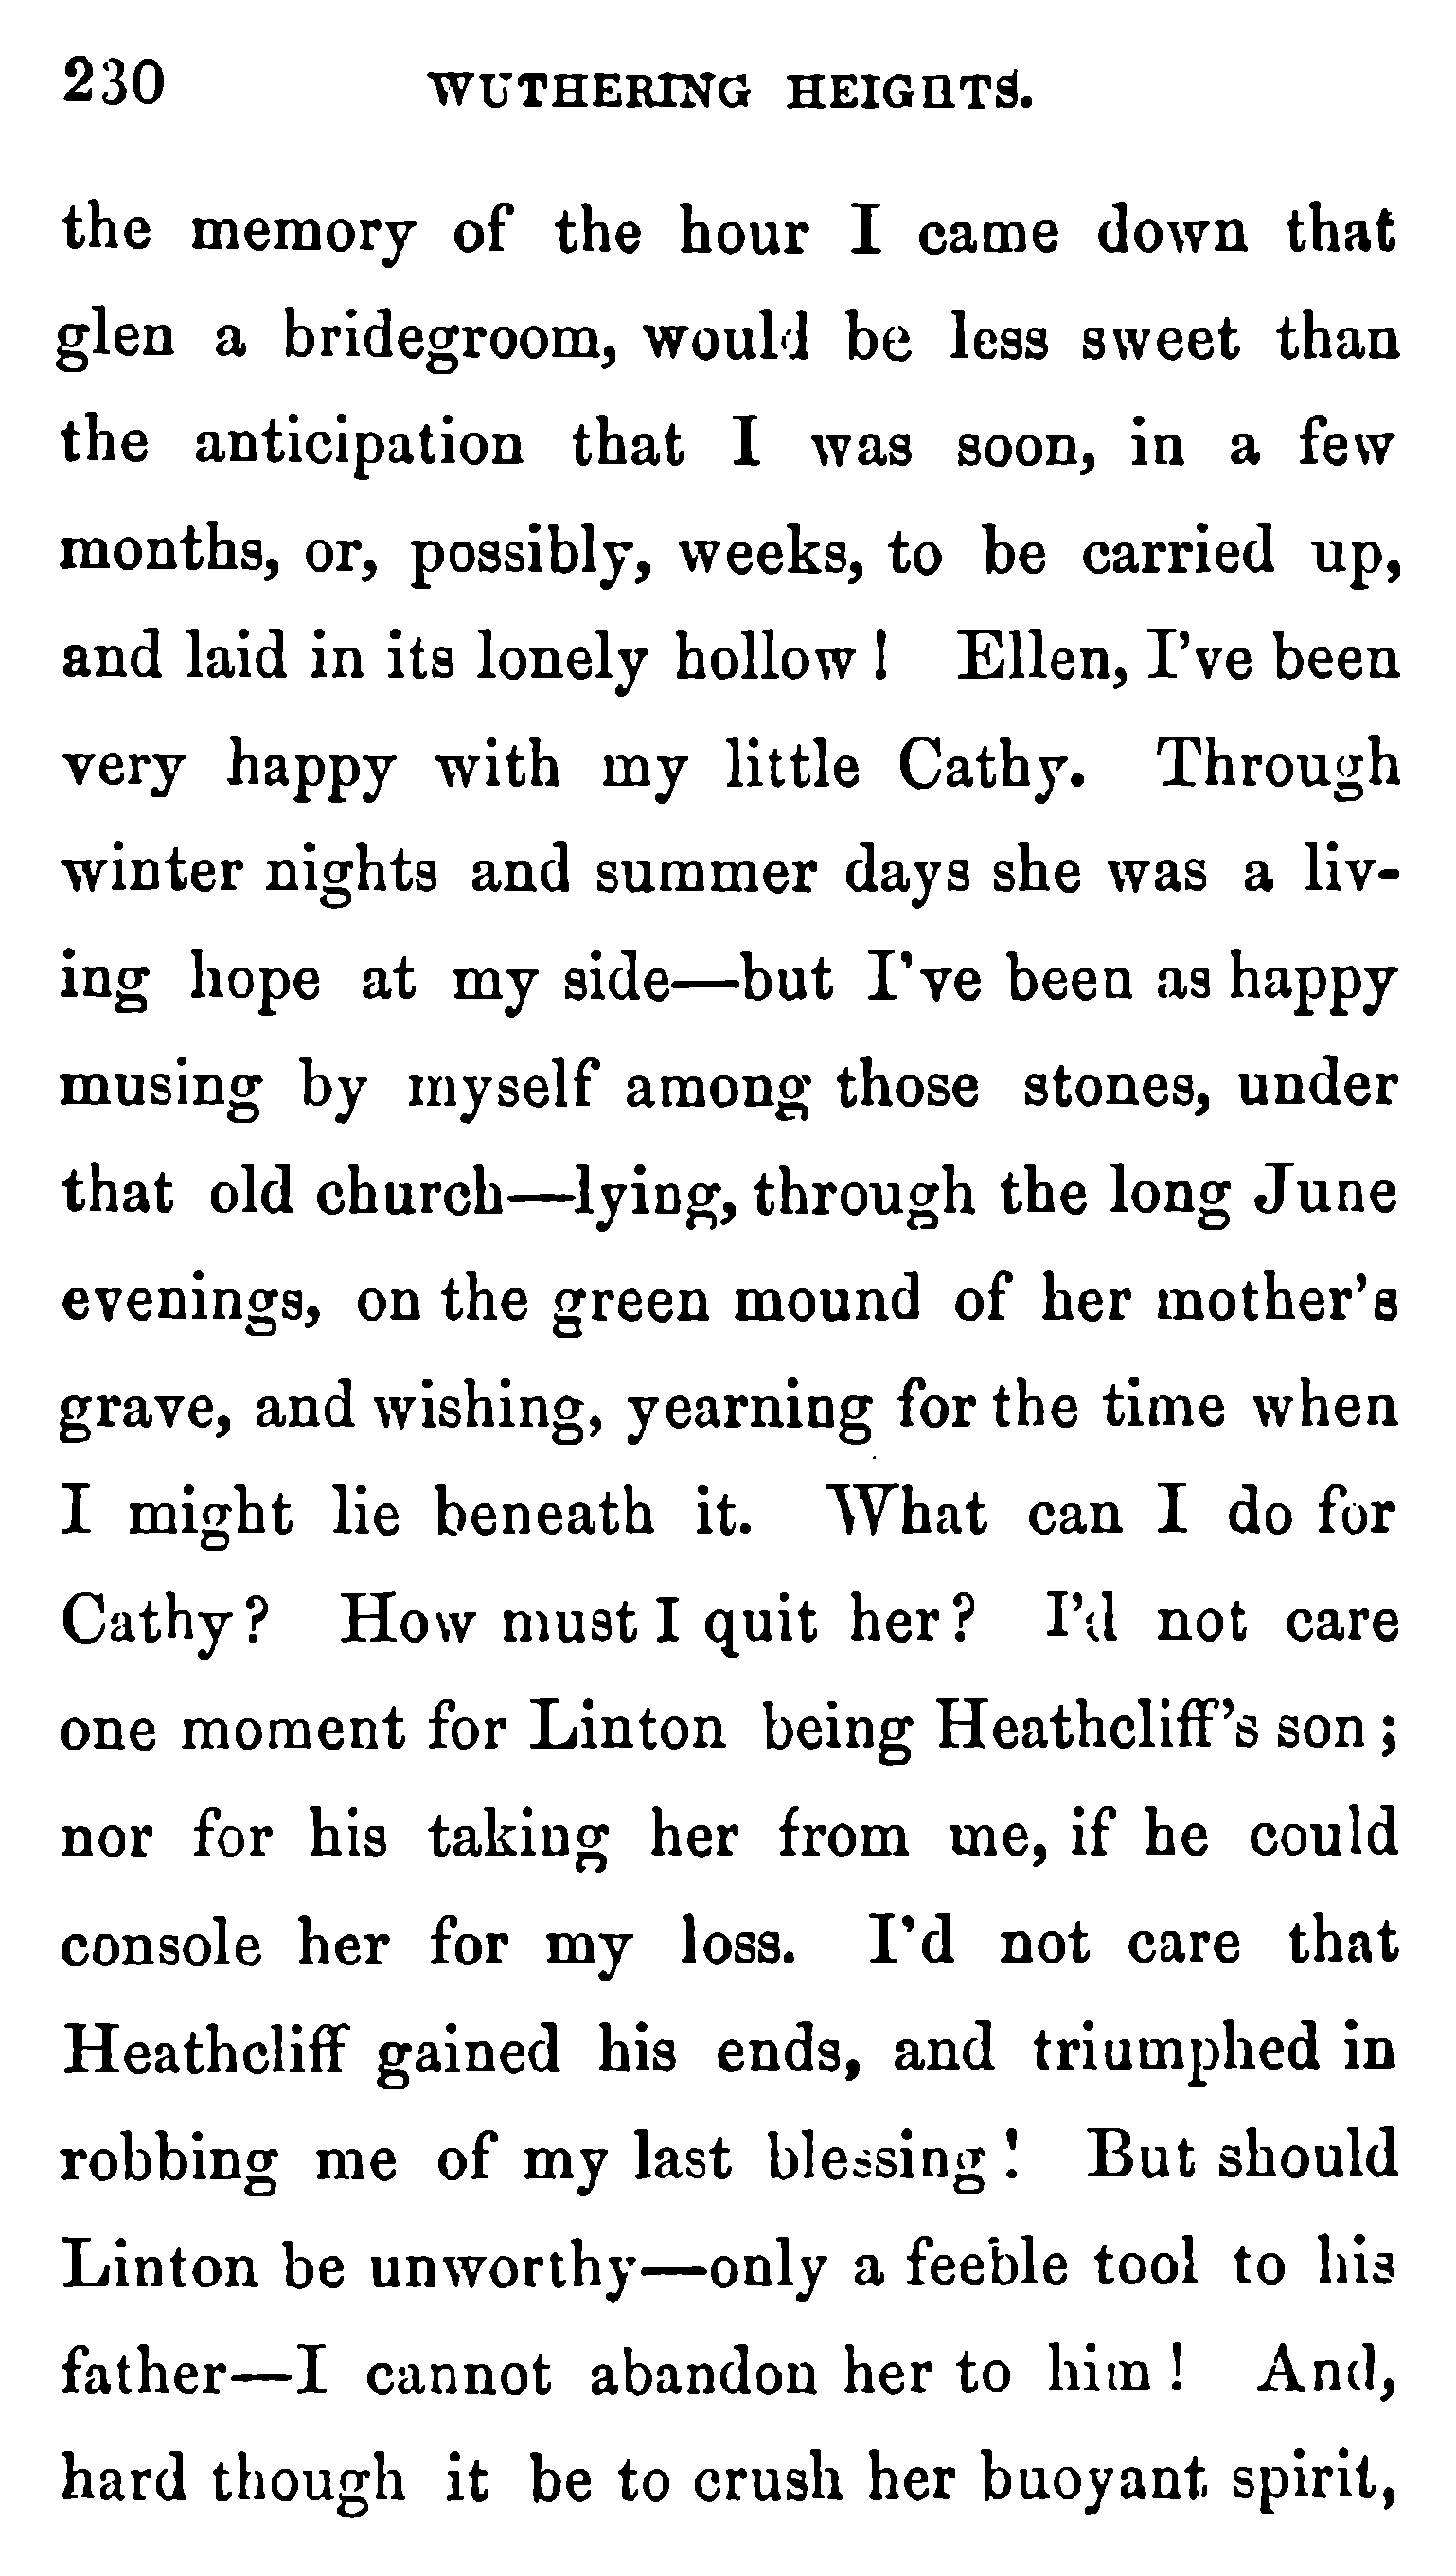 230 WUTHERING HEIGHTS.
the memory of the hour I came down that
glen a bridegroom, would be less sweet than
the anticipation that I was soon, in a few
months, or, possibly, weeks, to be carried up,
and laid in its lonely hollow! Ellen, I've been
very happy with my little Cathy. Through
winter nights and summer days she was a liv-
ing hope at my side—but I've been as happy
musing by myself among those stones, under
that old church—lying, through the long June
evenings, on the green mound of her mother's
grave, and wishing, yearning for the time when
I might lie beneath it. What can I do for
Cathy? How must I quit her? I'd not care
one moment for Linton being Heathcliff's son;
nor for his taking her from me, if he could
console her for my loss. I'd not care that
Heathcliff gained his ends, and triumphed in
robbing me of my last blessing! But should
Linton be unworthy—only a feeble tool to his
father—I cannot abandon her to him! And,
hard though it be to crush her buoyant spirit,